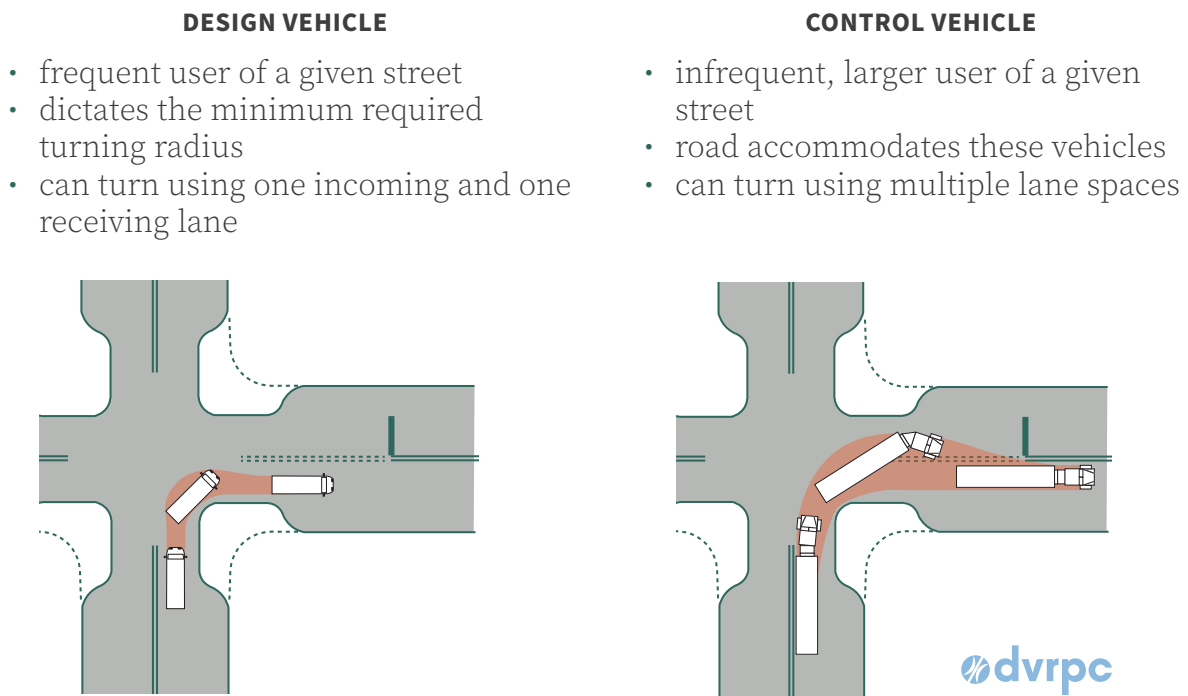 DESIGN VEHICLE
• frequent user of a given street
• dictates the minimum required
turning radius
• can turn using one incoming and one
receiving lane
CONTROL VEHICLE
• infrequent, larger user of a given
street
• road accommodates these vehicles
• can turn using multiple lane spaces
dvrpc